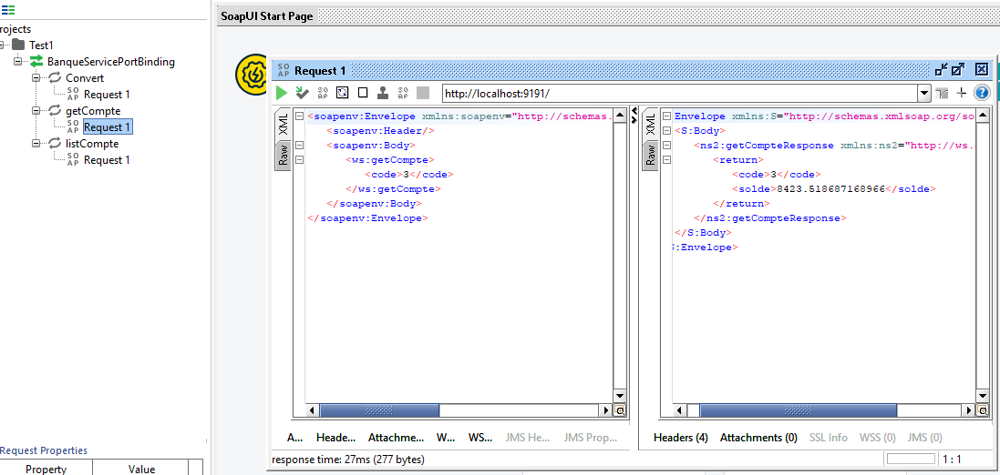 SoapUI Start Page
rojects
Test1
BanqueServicePortBinding
Convert
SOAP Request 1
getCompte
SOAP Request 1
listCompte
SOAP Request 1
Request Properties
Property Value
SOAP Request 1
http://localhost:9191/
XML
Raw
<soapenv:Envelope xmlns:soapenv="http://schemas.
<soapenv:Header/>
<soapenv:Body>
<ws:getCompte>
<code>3</code>
</ws:getCompte>
</soapenv:Body>
</soapenv:Envelope>
A... Heade... Attachme... W... WS... JMS He... JMS Prop...
XML
Raw
Envelope xmlns:S="http://schemas.xmlsoap.org/so
<S:Body>
<ns2:getCompteResponse xmlns:ns2="http://ws.
<return>
<code>3</code>
<solde>8423.518687168966</solde>
</return>
</ns2:getCompteResponse>
</S:Body>
S:Envelope>
Headers (4) Attachments (0) SSL Info WSS (0) JMS (0)
response time: 27ms (277 bytes)
1 : 1